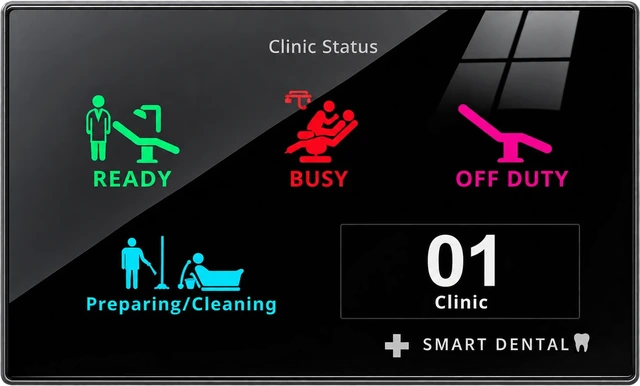 Clinic Status
READY
BUSY
OFF DUTY
Preparing/Cleaning
01
Clinic
SMART DENTAL